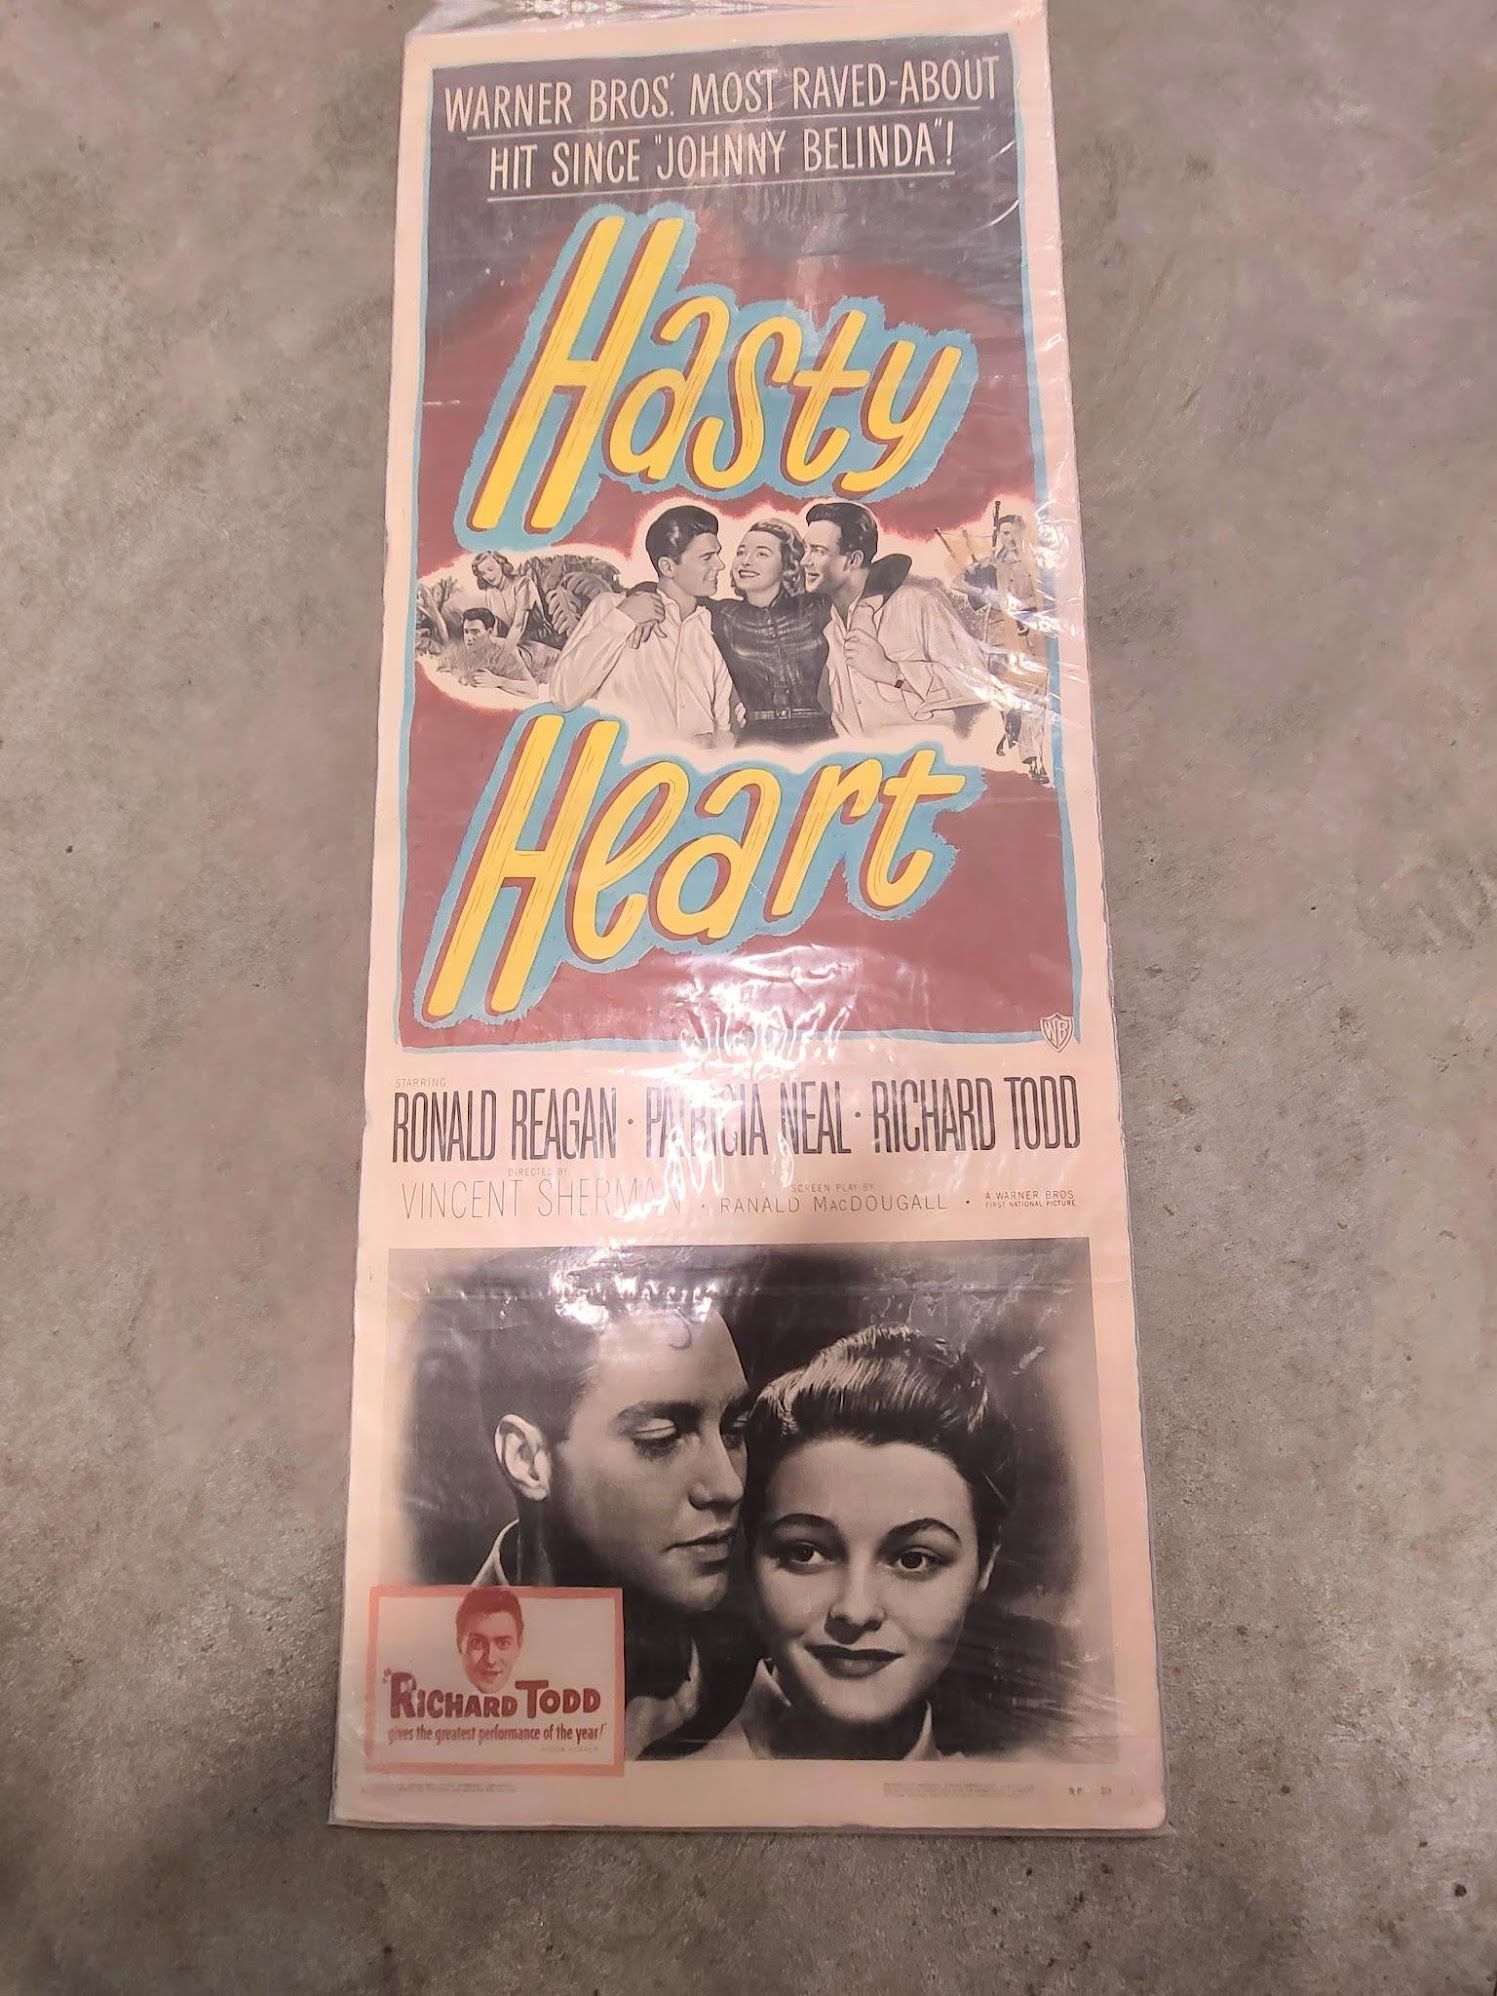 WARNER BROS'. MOST RAVED-ABOUT
HIT SINCE "JOHNNY BELINDA"!
Hasty
Heart
WB
STARRING
RONALD REAGAN · PATRICIA NEAL · RICHARD TODD
DIRECTED BY
VINCENT SHERMAN · SCREEN PLAY BY RANALD MacDOUGALL · A WARNER BROS
FIRST NATIONAL PICTURE
"RICHARD TODD
gives the greatest performance of the year!"